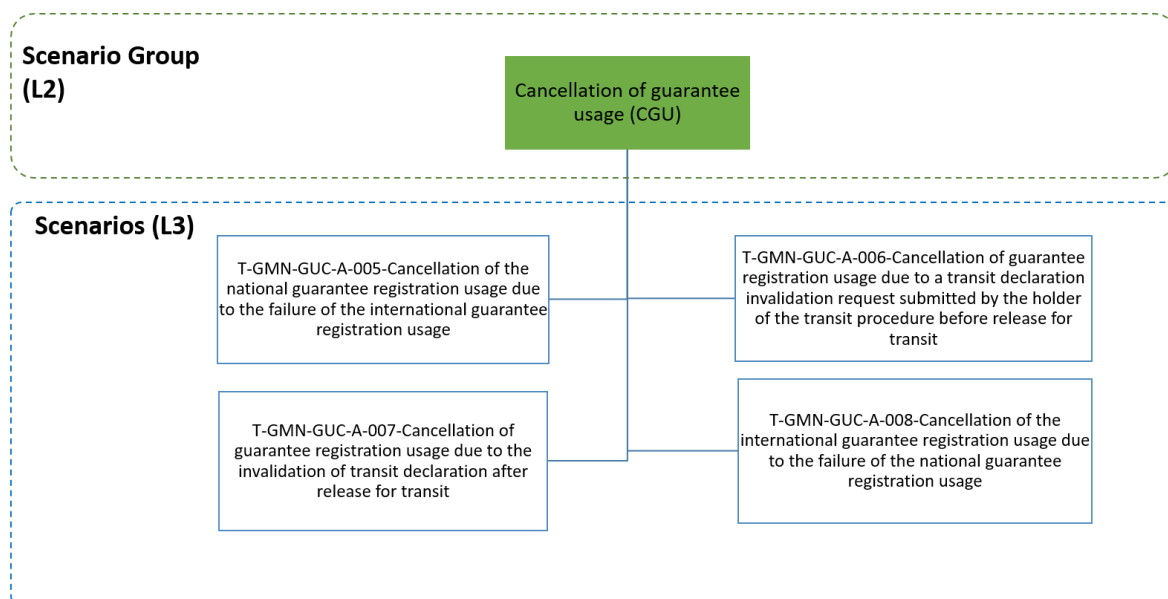 Scenario Group
(L2)
Cancellation of guarantee
usage (CGU)
Scenarios (L3)
T-GMN-GUC-A-005-Cancellation of the
national guarantee registration usage due
to the failure of the international guarantee
registration usage
T-GMN-GUC-A-006-Cancellation of guarantee
registration usage due to a transit declaration
invalidation request submitted by the holder
of the transit procedure before release for
transit
T-GMN-GUC-A-007-Cancellation of
guarantee registration usage due to the
invalidation of transit declaration after
release for transit
T-GMN-GUC-A-008-Cancellation of the
international guarantee registration usage due
to the failure of the national guarantee
registration usage